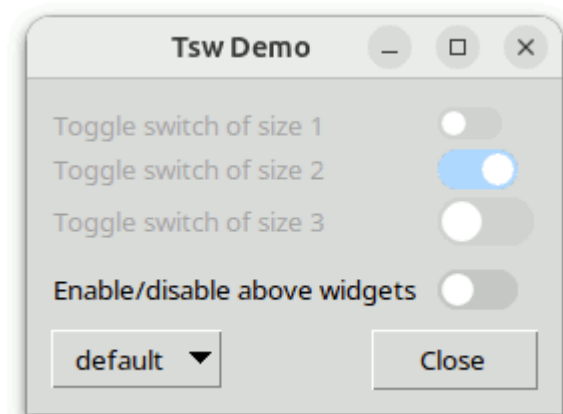 Tsw Demo
Toggle switch of size 1
Toggle switch of size 2
Toggle switch of size 3
Enable/disable above widgets
default Close